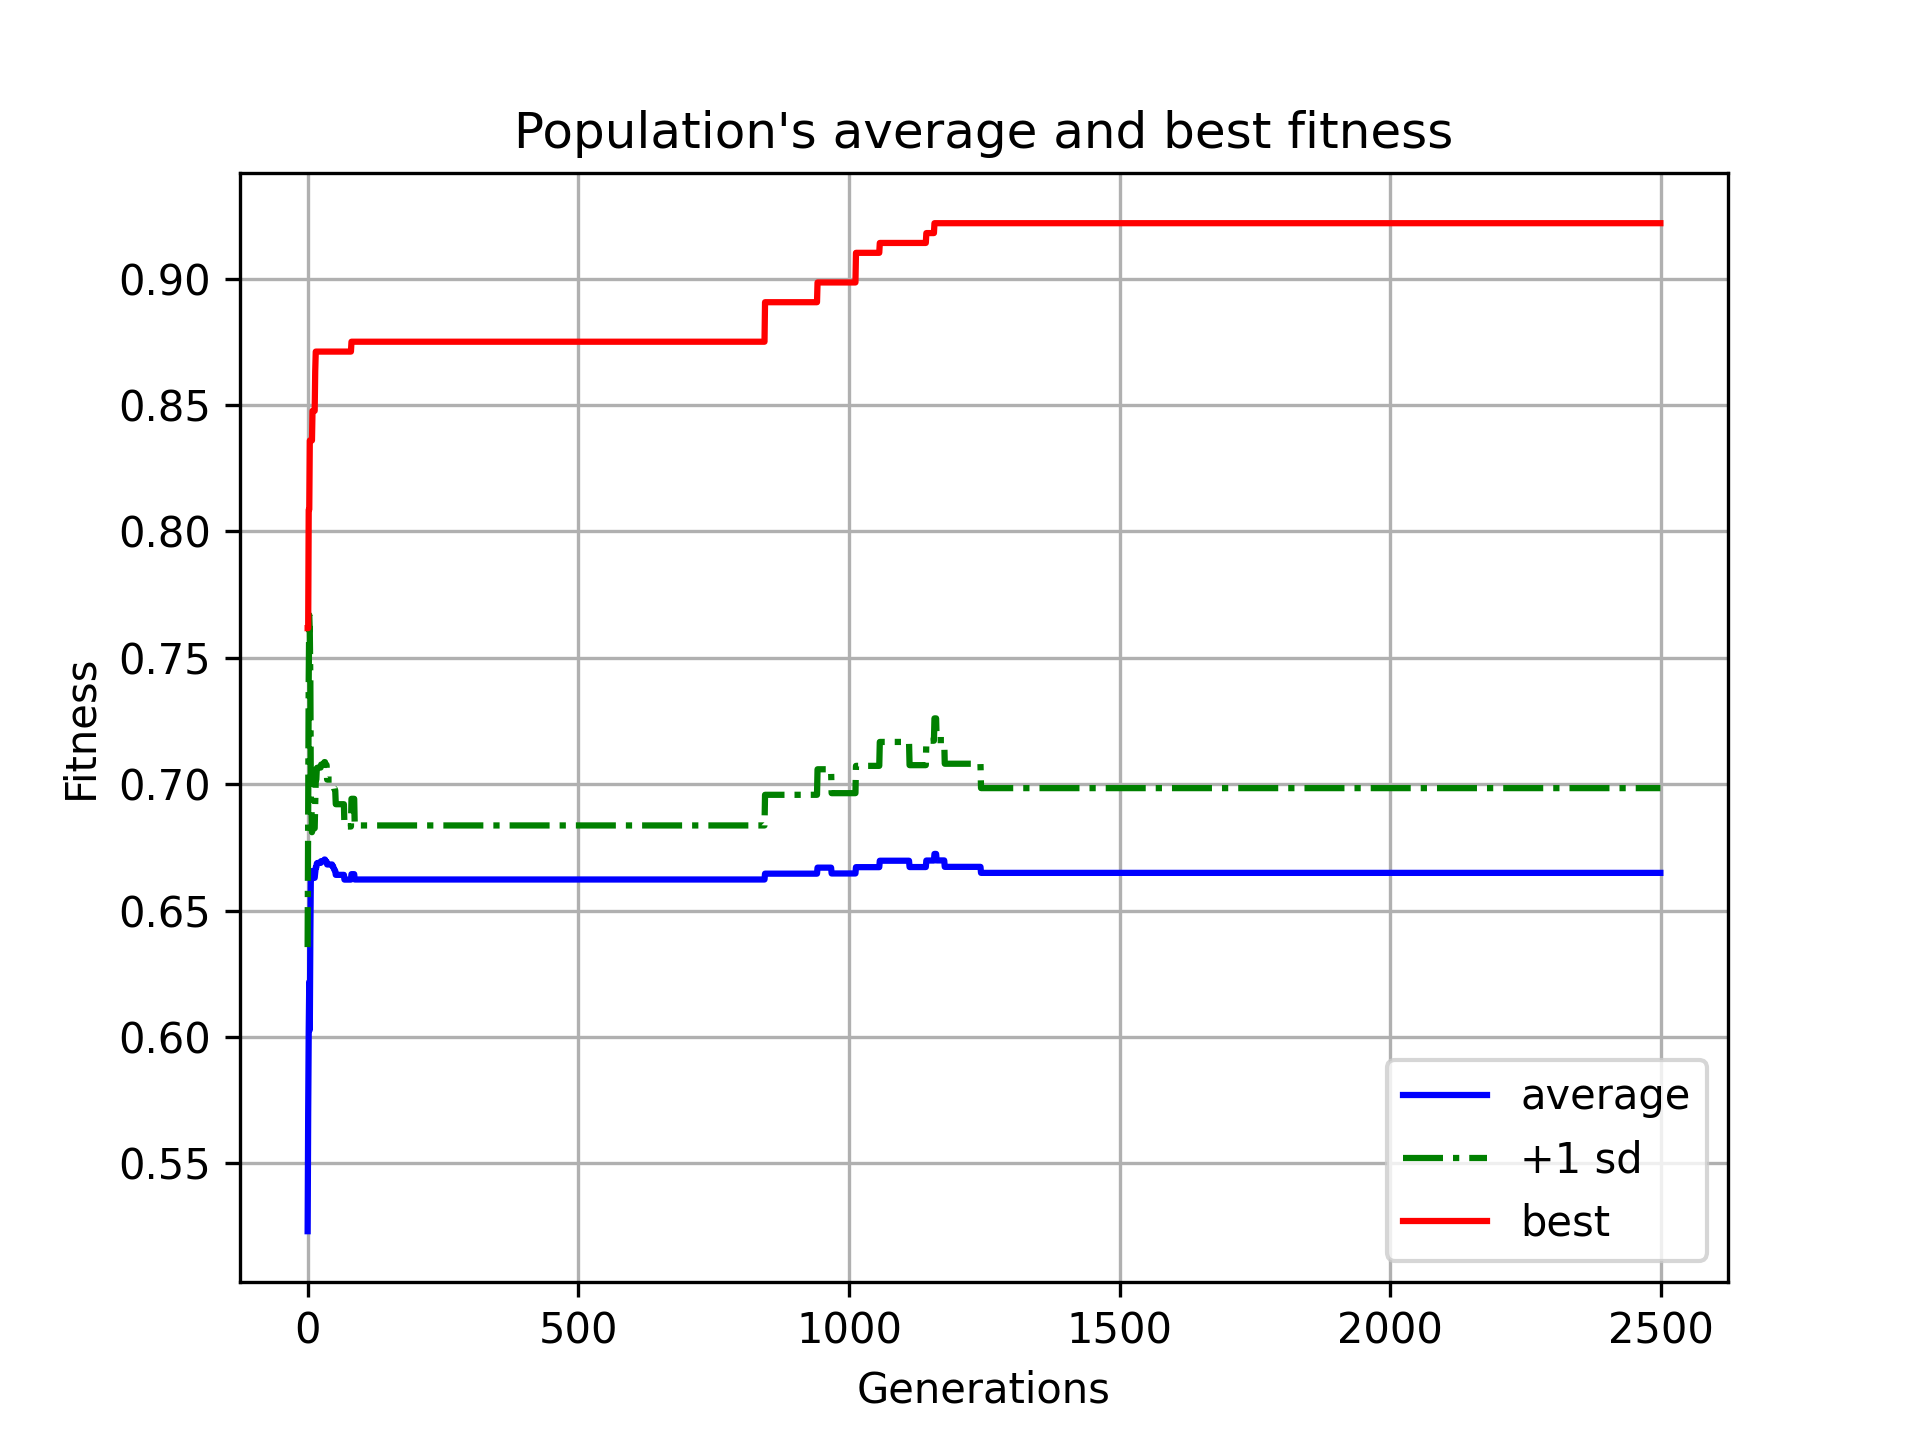 Population's average and best fitness
Fitness
0.90
0.85
0.80
0.75
0.70
0.65
0.60
0.55
0 500 1000 1500 2000 2500
Generations
average
+1 sd
best